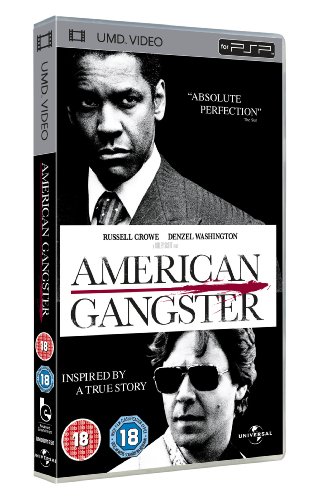 UMD. VIDEO
for PSP
"ABSOLUTE
PERFECTION"
The Sun
RUSSELL CROWE DENZEL WASHINGTON
AMERICAN
GANGSTER
INSPIRED BY
A TRUE STORY
18
18
UNIVERSAL
UMD. VIDEO
AMERICAN
GANGSTER
18
18